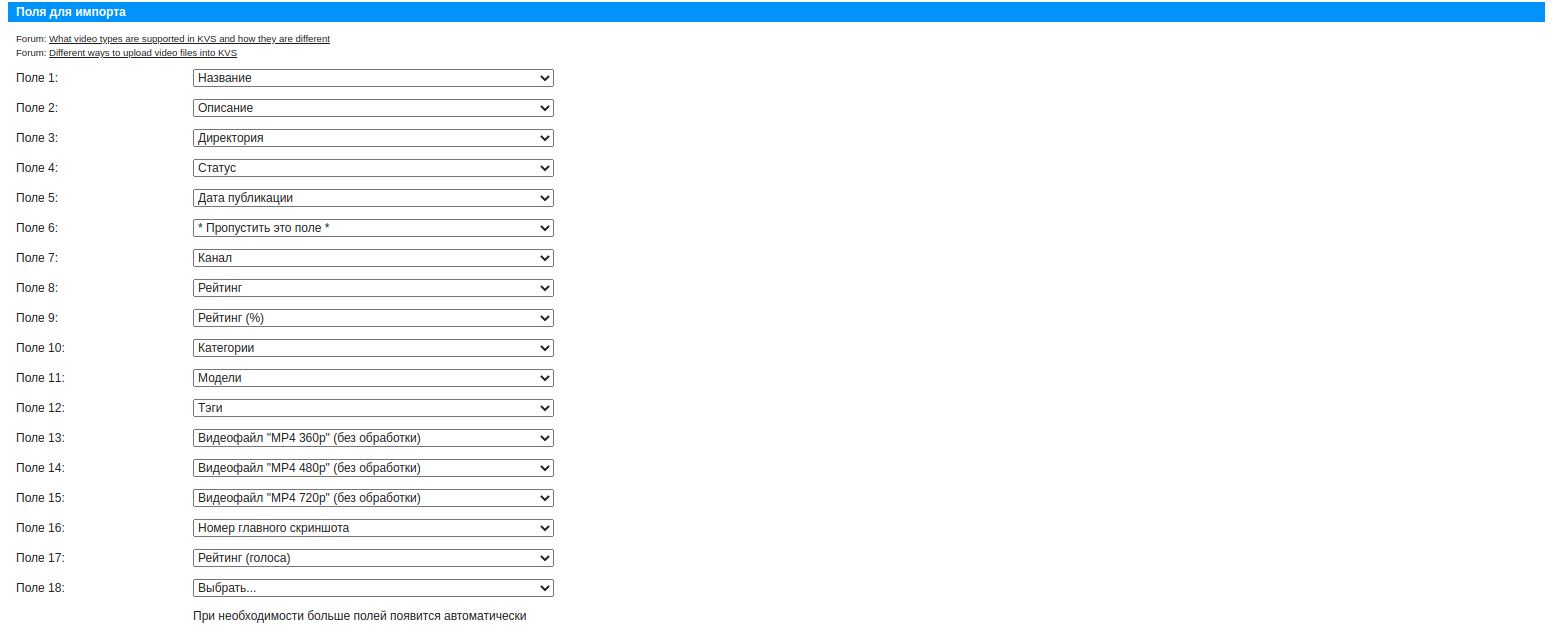 Поля для импорта
Forum: What video types are supported in KVS and how they are different
Forum: Different ways to upload video files into KVS
Поле 1: Название
Поле 2: Описание
Поле 3: Директория
Поле 4: Статус
Поле 5: Дата публикации
Поле 6: * Пропустить это поле *
Поле 7: Канал
Поле 8: Рейтинг
Поле 9: Рейтинг (%)
Поле 10: Категории
Поле 11: Модели
Поле 12: Тэги
Поле 13: Видеофайл "MP4 360p" (без обработки)
Поле 14: Видеофайл "MP4 480p" (без обработки)
Поле 15: Видеофайл "MP4 720p" (без обработки)
Поле 16: Номер главного скриншота
Поле 17: Рейтинг (голоса)
Поле 18: Выбрать...
При необходимости больше полей появится автоматически